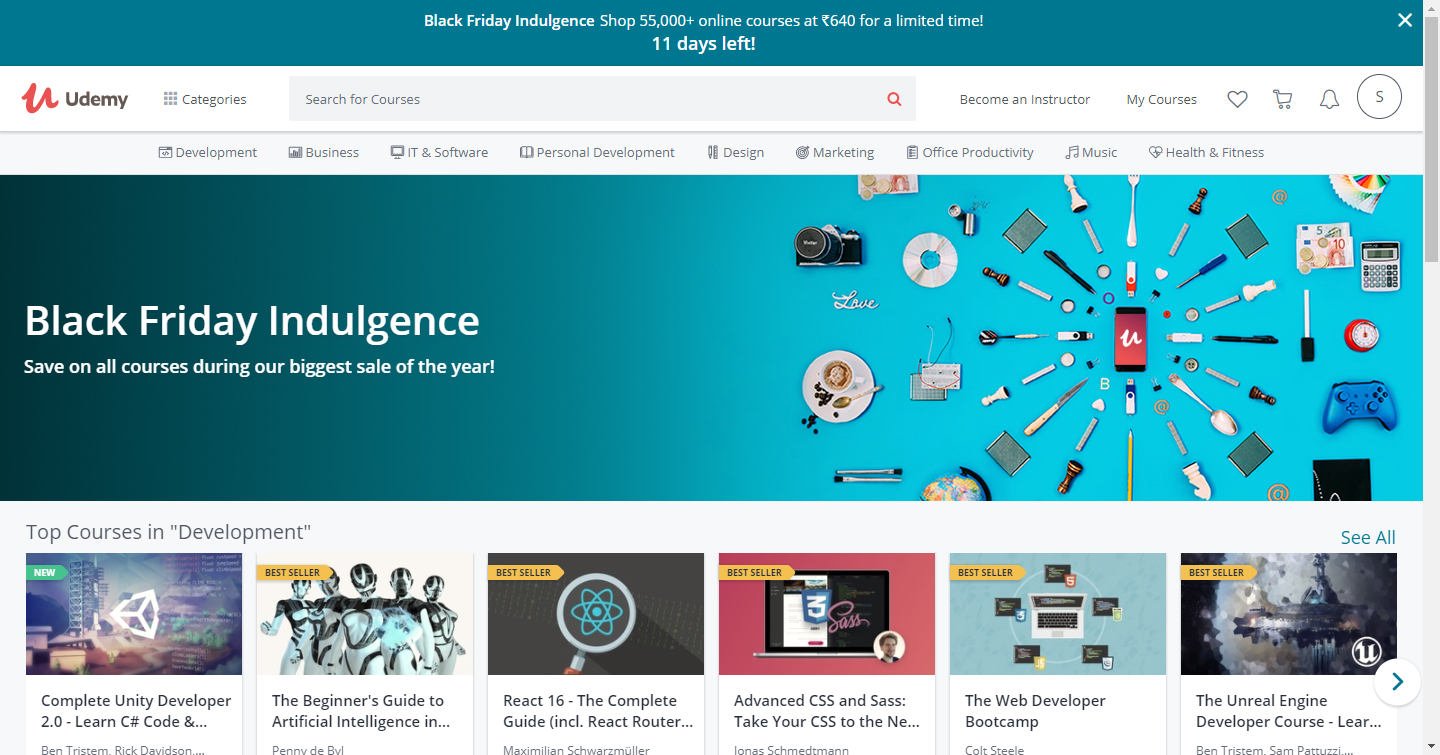 Black Friday Indulgence Shop 55,000+ online courses at ₹640 for a limited time!
11 days left!
Udemy
Categories
Search for Courses
Become an Instructor
My Courses
S
Development
Business
IT & Software
Personal Development
Design
Marketing
Office Productivity
Music
Health & Fitness
Black Friday Indulgence
Save on all courses during our biggest sale of the year!
Love
5
10
B
@
@
@
Top Courses in "Development"
See All
NEW
BEST SELLER
BEST SELLER
BEST SELLER
BEST SELLER
BEST SELLER
Sass
Complete Unity Developer
2.0 - Learn C# Code &...
Ben Tristem, Rick Davidson,...
The Beginner's Guide to
Artificial Intelligence in...
Penny de Byl
React 16 - The Complete
Guide (incl. React Router...
Maximilian Schwarzmüller
Advanced CSS and Sass:
Take Your CSS to the Ne...
Jonas Schmedtmann
The Web Developer
Bootcamp
Colt Steele
The Unreal Engine
Developer Course - Lear...
Ben Tristem, Sam Pattuzzi,...